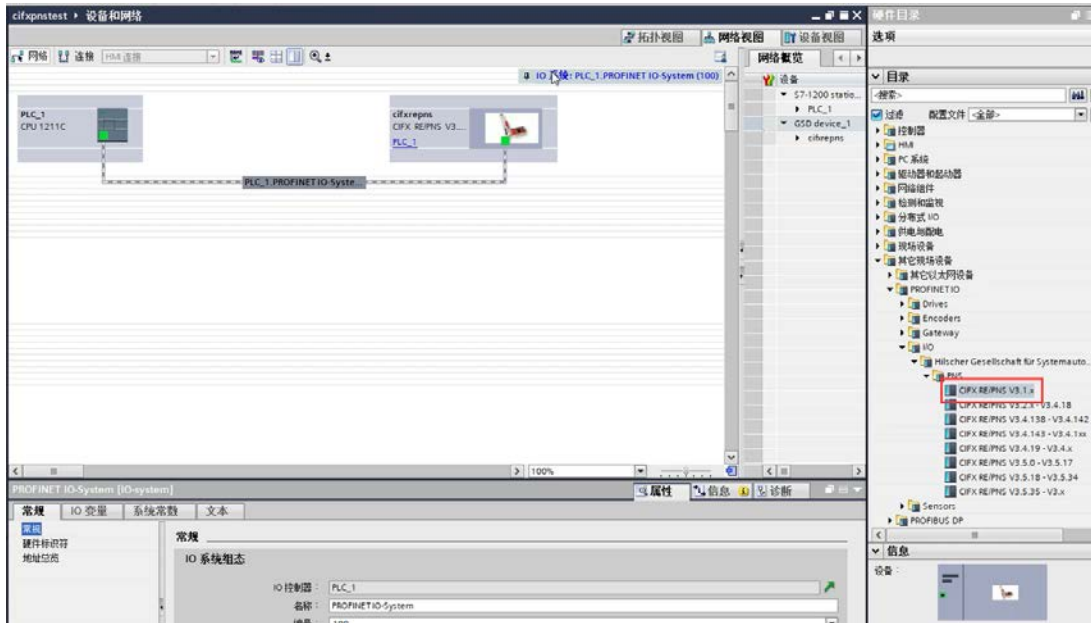 cifxpnstest ▸ 设备和网络
硬件目录
拓扑视图
网络视图
设备视图
选项
网络
连接
HMI 连接
网络概览
IO 系统: PLC_1.PROFINET IO-System (100)
设备
S7-1200 statio...
PLC_1
GSD device_1
cifxrepns
PLC_1
CPU 1211C
cifxrepns
CIFX RE/PNS V3....
PLC_1
PLC_1.PROFINET IO-Syste...
目录
<搜索>
过滤
配置文件
<全部>
控制器
HMI
PC 系统
驱动器和起动器
网络组件
检测和监视
分布式 I/O
供电与配电
现场设备
其它现场设备
其它以太网设备
PROFINET IO
Drives
Encoders
Gateway
I/O
Hilscher Gesellschaft für Systemauto...
PNS
CIFX RE/PNS V3.1.x
CIFX RE/PNS V3.2.x - V3.4.18
CIFX RE/PNS V3.4.138 - V3.4.142
CIFX RE/PNS V3.4.143 - V3.4.1xx
CIFX RE/PNS V3.4.19 - V3.4.x
CIFX RE/PNS V3.5.0 - V3.5.17
CIFX RE/PNS V3.5.18 - V3.5.34
CIFX RE/PNS V3.5.35 - V3.x
Sensors
PROFIBUS DP
100%
PROFINET IO-System [IO-system]
属性
信息
诊断
常规
IO 变量
系统常数
文本
常规
硬件标识符
地址总览
常规
IO 系统组态
IO 控制器:
PLC_1
名称:
PROFINET IO-System
编号:
100
信息
设备: